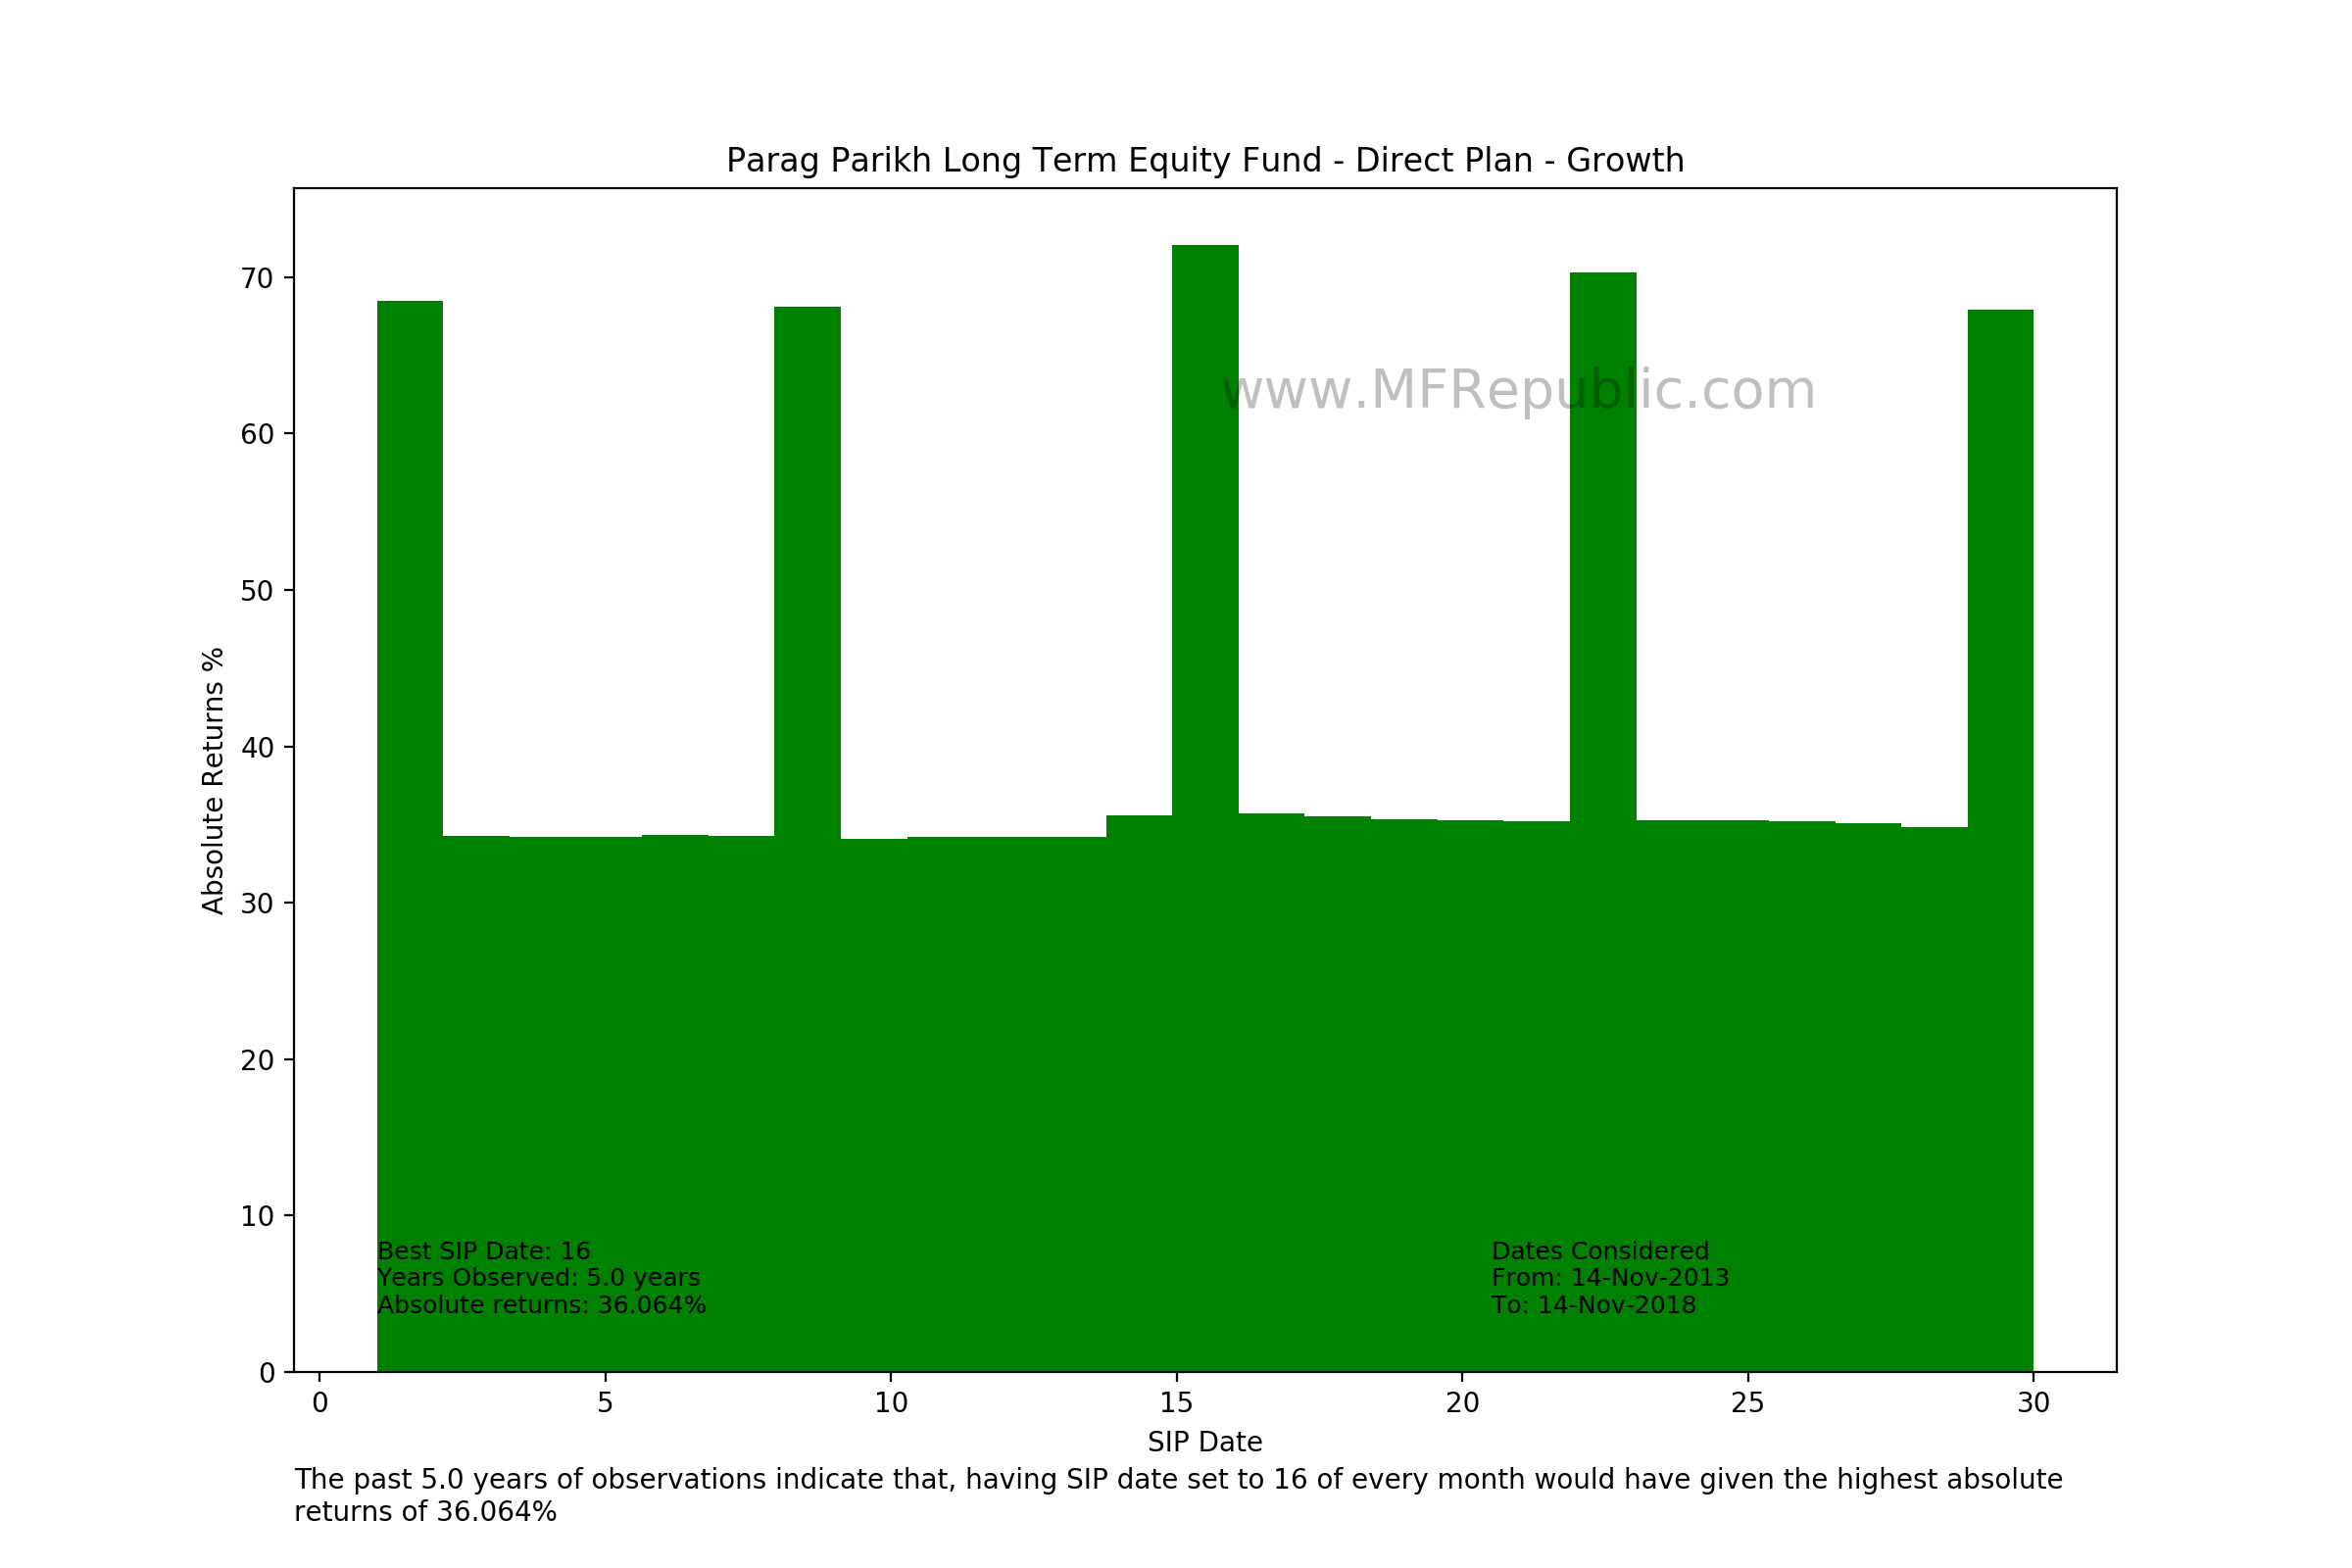 Parag Parikh Long Term Equity Fund - Direct Plan - Growth
70
60
50
40
30
20
10
0
Absolute Returns %
www.MFRepublic.com
Best SIP Date: 16
Years Observed: 5.0 years
Absolute returns: 36.064%
Dates Considered
From: 14-Nov-2013
To: 14-Nov-2018
0 5 10 15 20 25 30
SIP Date
The past 5.0 years of observations indicate that, having SIP date set to 16 of every month would have given the highest absolute
returns of 36.064%